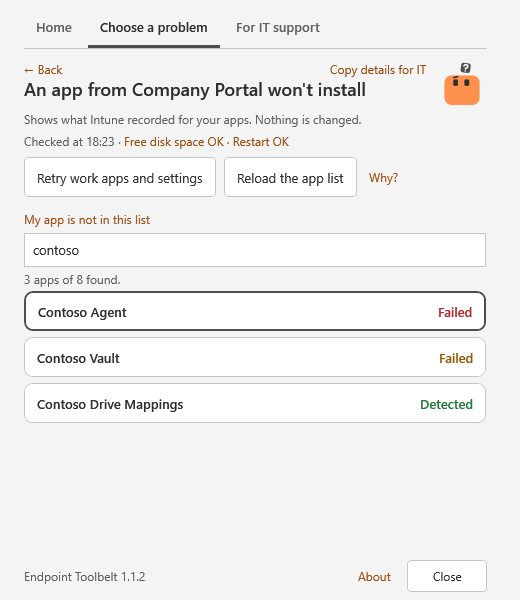 Home Choose a problem For IT support
← Back Copy details for IT
?
An app from Company Portal won't install
Shows what Intune recorded for your apps. Nothing is changed.
Checked at 18:23 · Free disk space OK · Restart OK
Retry work apps and settings Reload the app list Why?
My app is not in this list
contoso
3 apps of 8 found.
Contoso Agent Failed
Contoso Vault Failed
Contoso Drive Mappings Detected
Endpoint Toolbelt 1.1.2 About Close